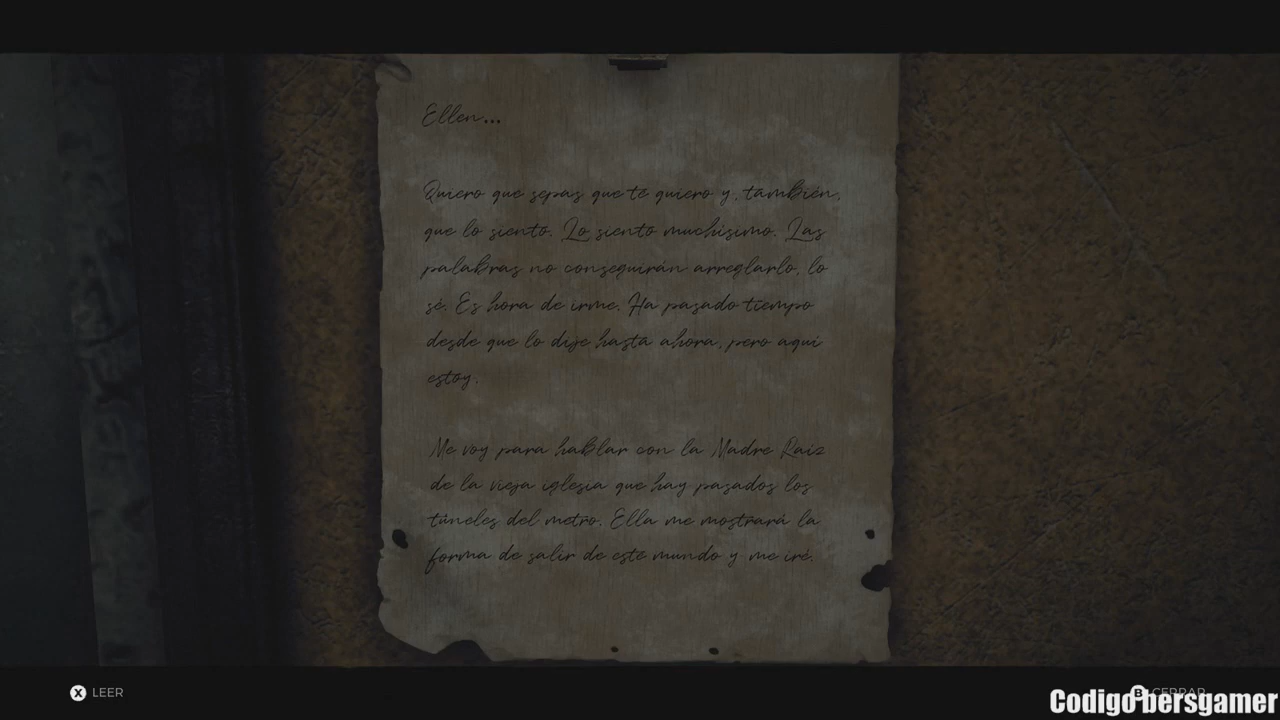 Ellen...
Quiero que sepas que te quiero y, también,
que lo siento. Lo siento muchísimo. Las
palabras no conseguirán arreglarlo, lo
sé. Es hora de irme. Ha pasado tiempo
desde que lo dije hasta ahora, pero aquí
estoy.
Me voy para hablar con la Madre Raíz
de la vieja iglesia que hay pasados los
túneles del metro. Ella me mostrará la
forma de salir de este mundo y me iré.
X LEER
B CERRAR
Codigo bersgamer